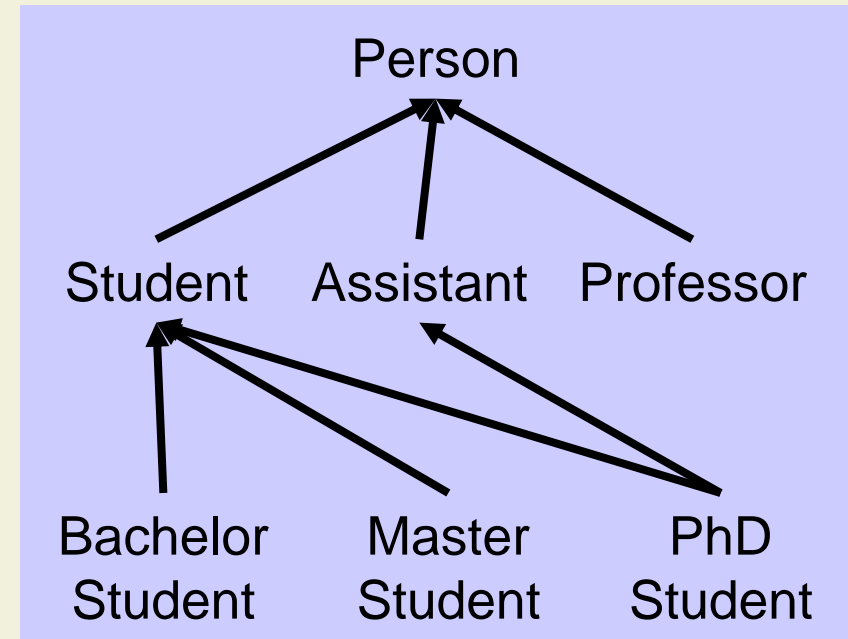 Person
Student Assistant Professor
Bachelor Student
Master Student
PhD Student